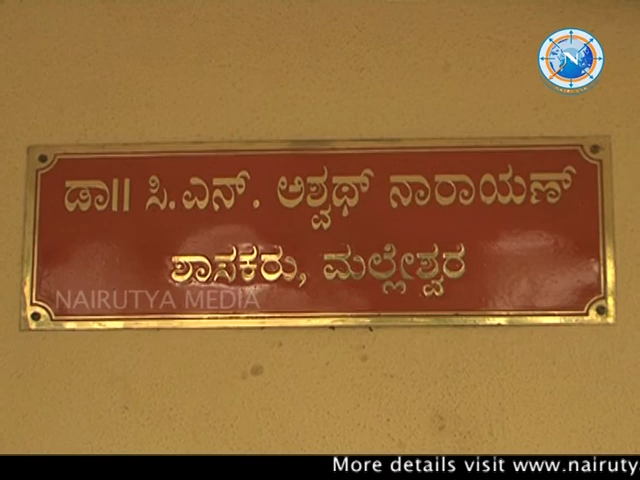 N
ಡಾ॥ ಸಿ.ಎನ್. ಅಶ್ವಥ್ ನಾರಾಯಣ್
ಶಾಸಕರು, ಮಲ್ಲೇಶ್ವರ
NAIRUTYA MEDIA
More details visit www.nairuty